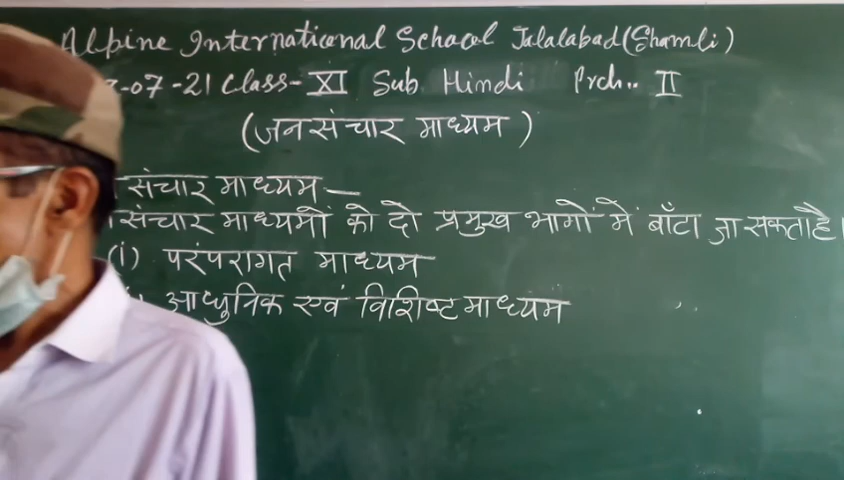 Alpine International School Jalalabad (Shamli)
-07-21 Class- XI Sub Hindi Prch.. II
(जनसंचार माध्यम)
संचार माध्यम —
संचार माध्यमों को दो प्रमुख भागों में बाँटा जा सकता है।
(i) परंपरागत माध्यम
आधुनिक एवं विशिष्ट माध्यम